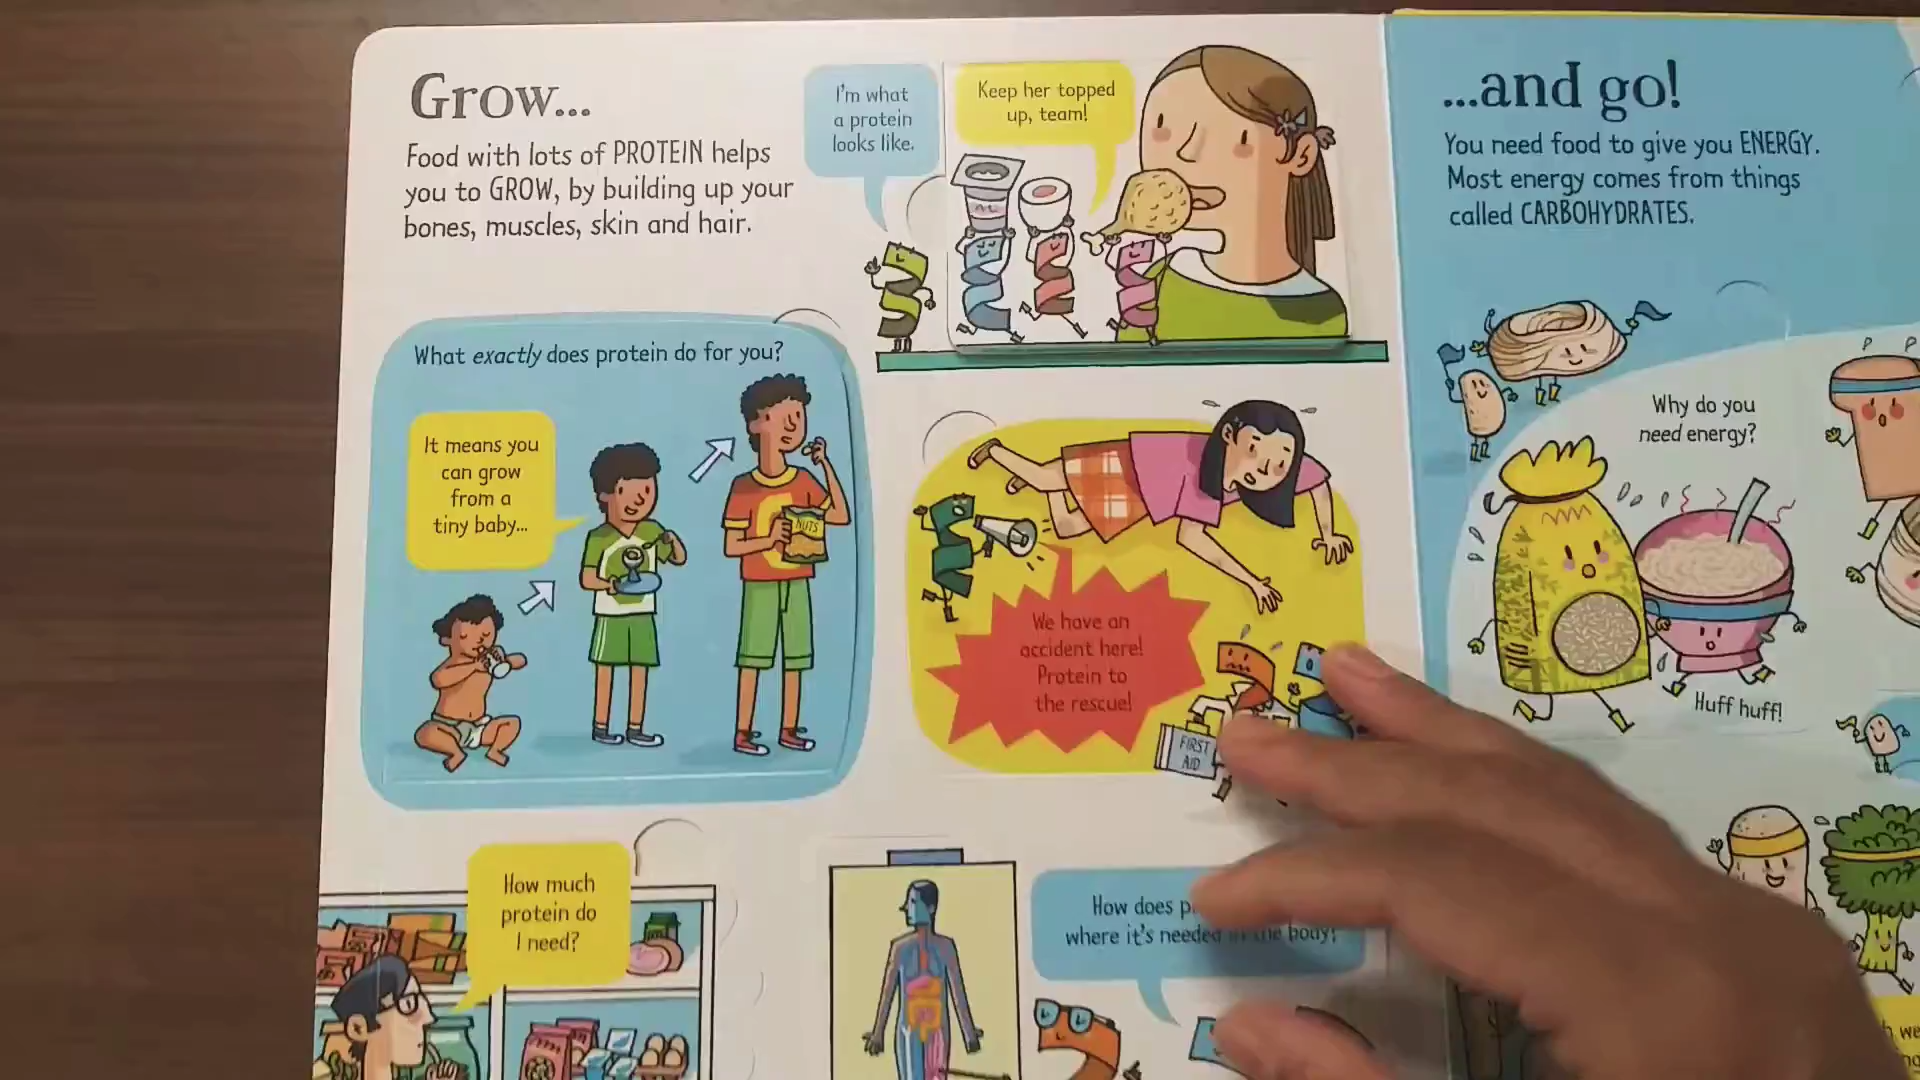 Grow...
Food with lots of PROTEIN helps
you to GROW, by building up your
bones, muscles, skin and hair.
I'm what
a protein
looks like.
Keep her topped
up, team!
What exactly does protein do for you?
It means you
can grow
from a
tiny baby...
NUTS
We have an
accident here!
Protein to
the rescue!
FIRST
AID
How much
protein do
I need?
How does
where it's needed in the body?
...and go!
You need food to give you ENERGY.
Most energy comes from things
called CARBOHYDRATES.
Why do you
need energy?
Huff huff!
P P